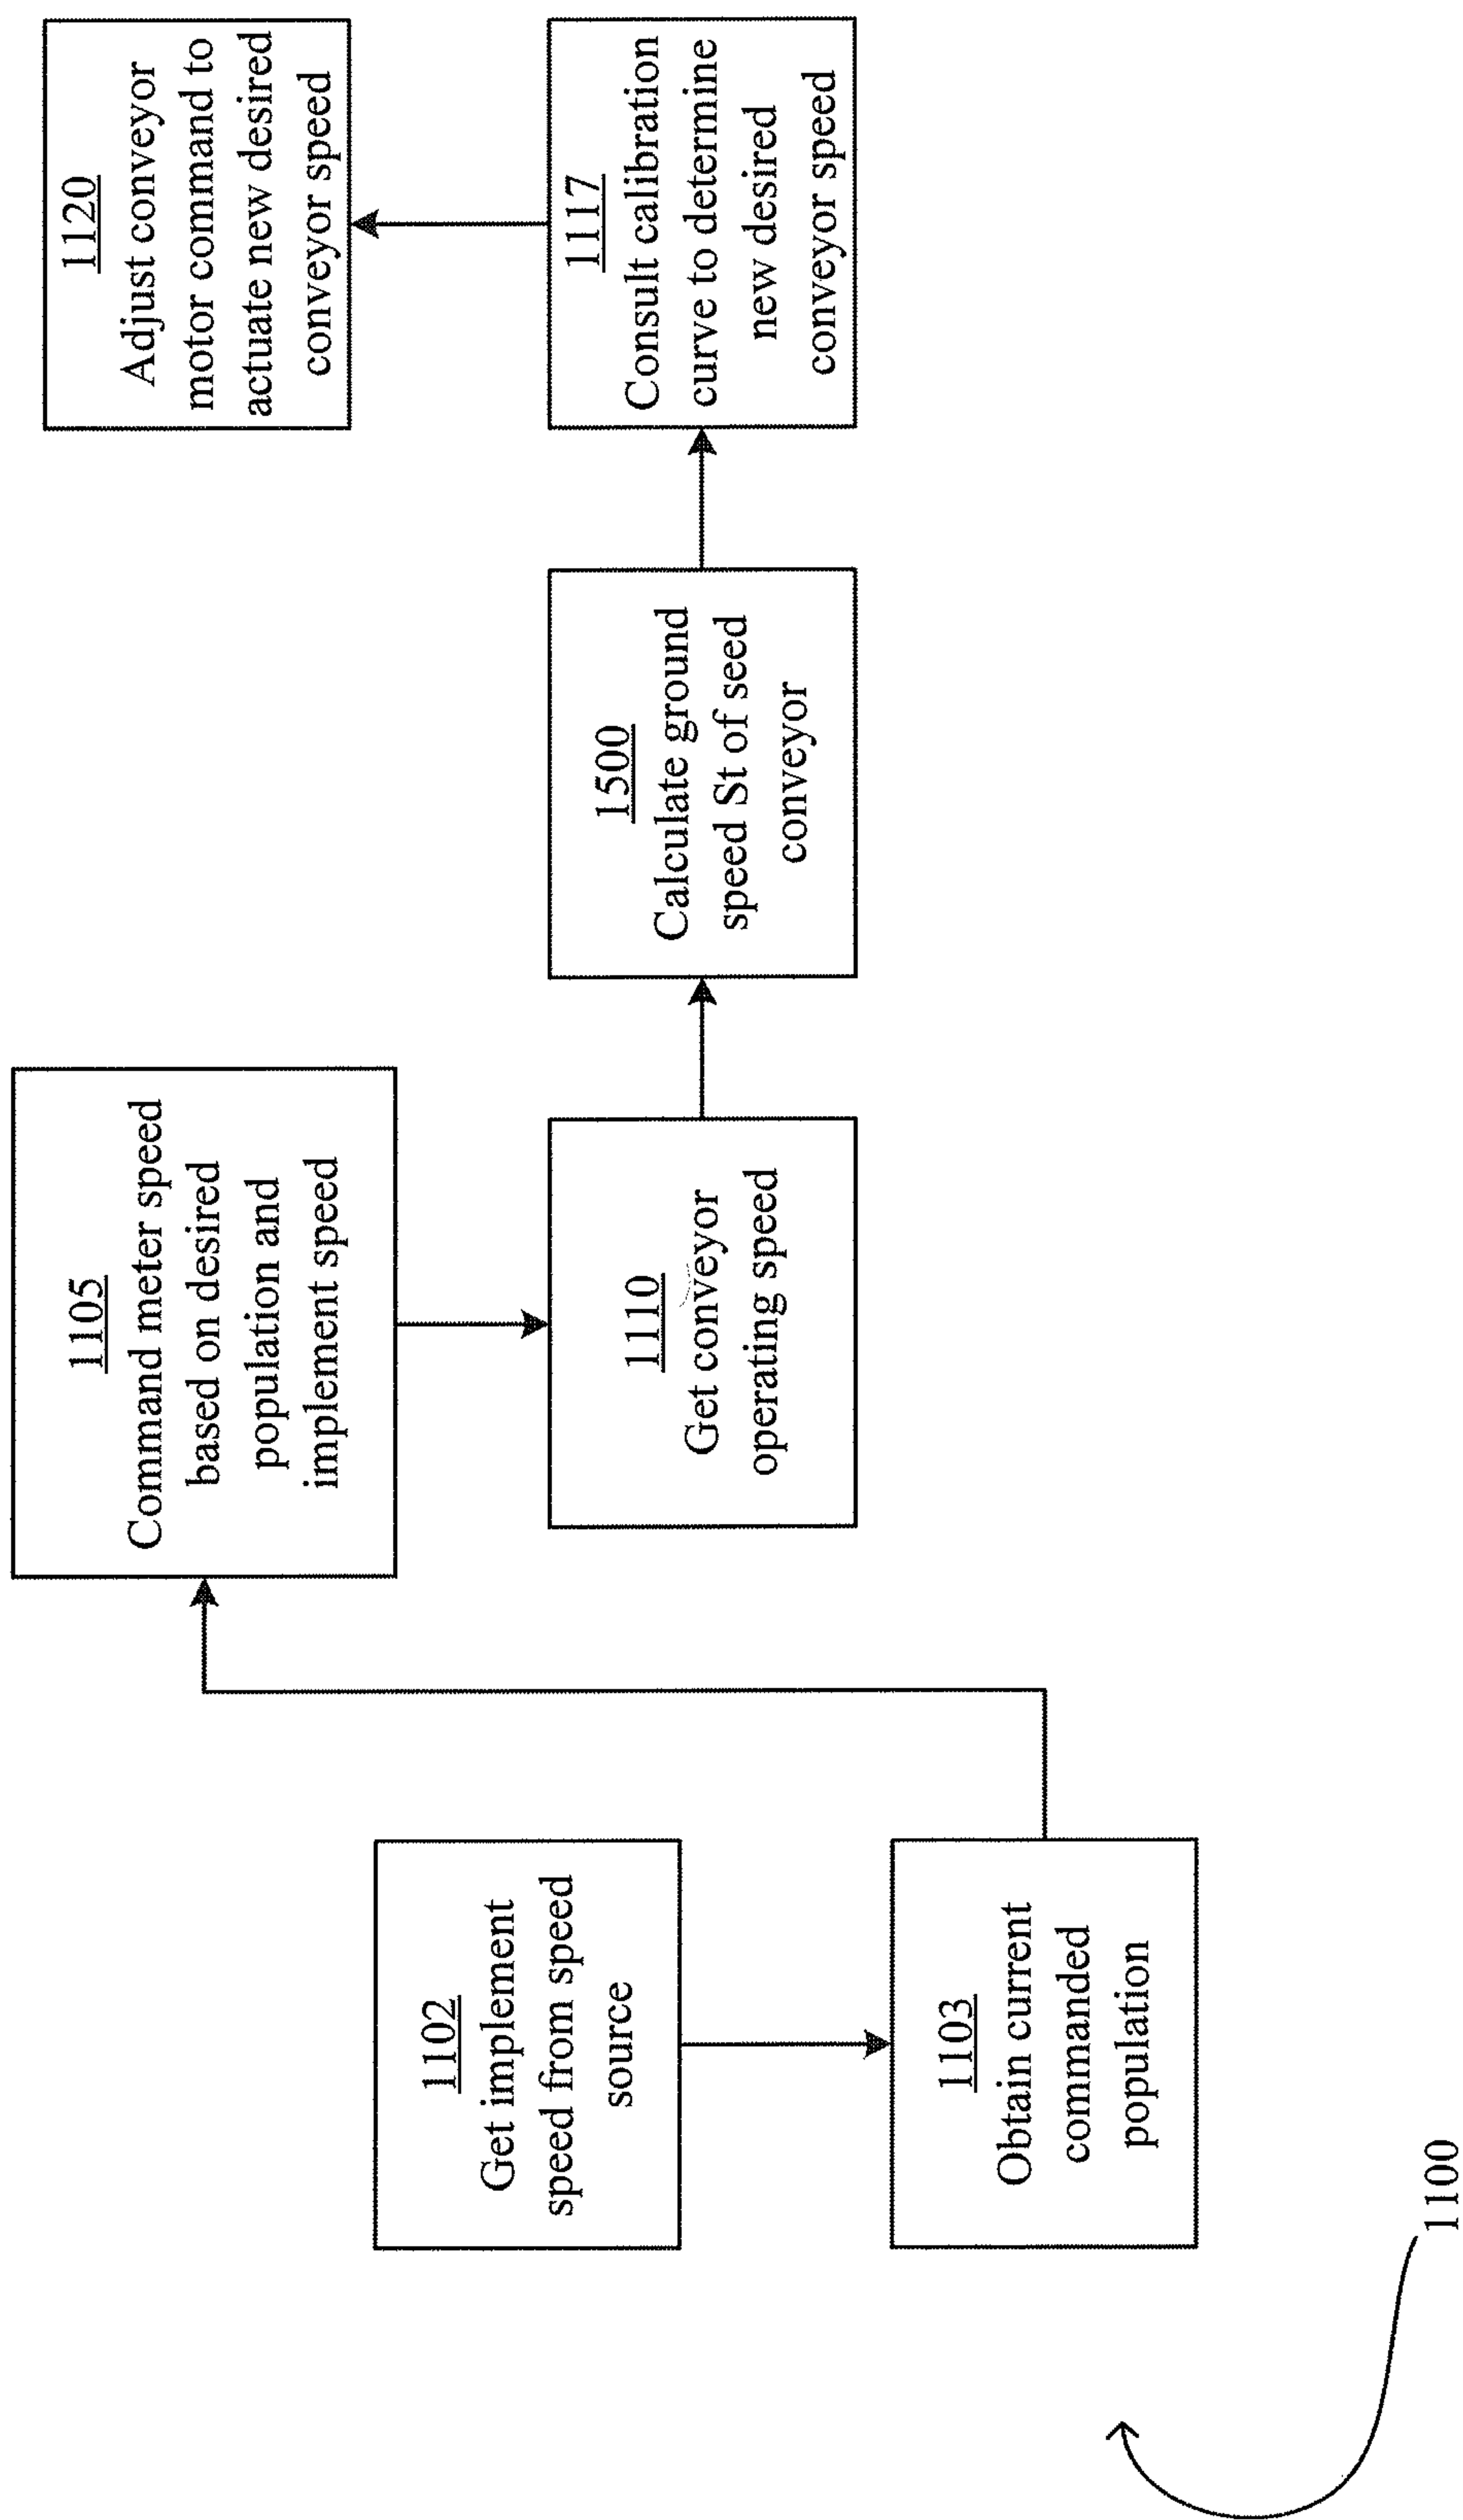 1102
Get implement
speed from speed
source
1103
Obtain current
commanded
population
1105
Command meter speed
based on desired
population and
implement speed
1110
Get conveyor
operating speed
1500
Calculate ground
speed St of seed
conveyor
1117
Consult calibration
curve to determine
new desired
conveyor speed
1120
Adjust conveyor
motor command to
actuate new desired
conveyor speed
1100